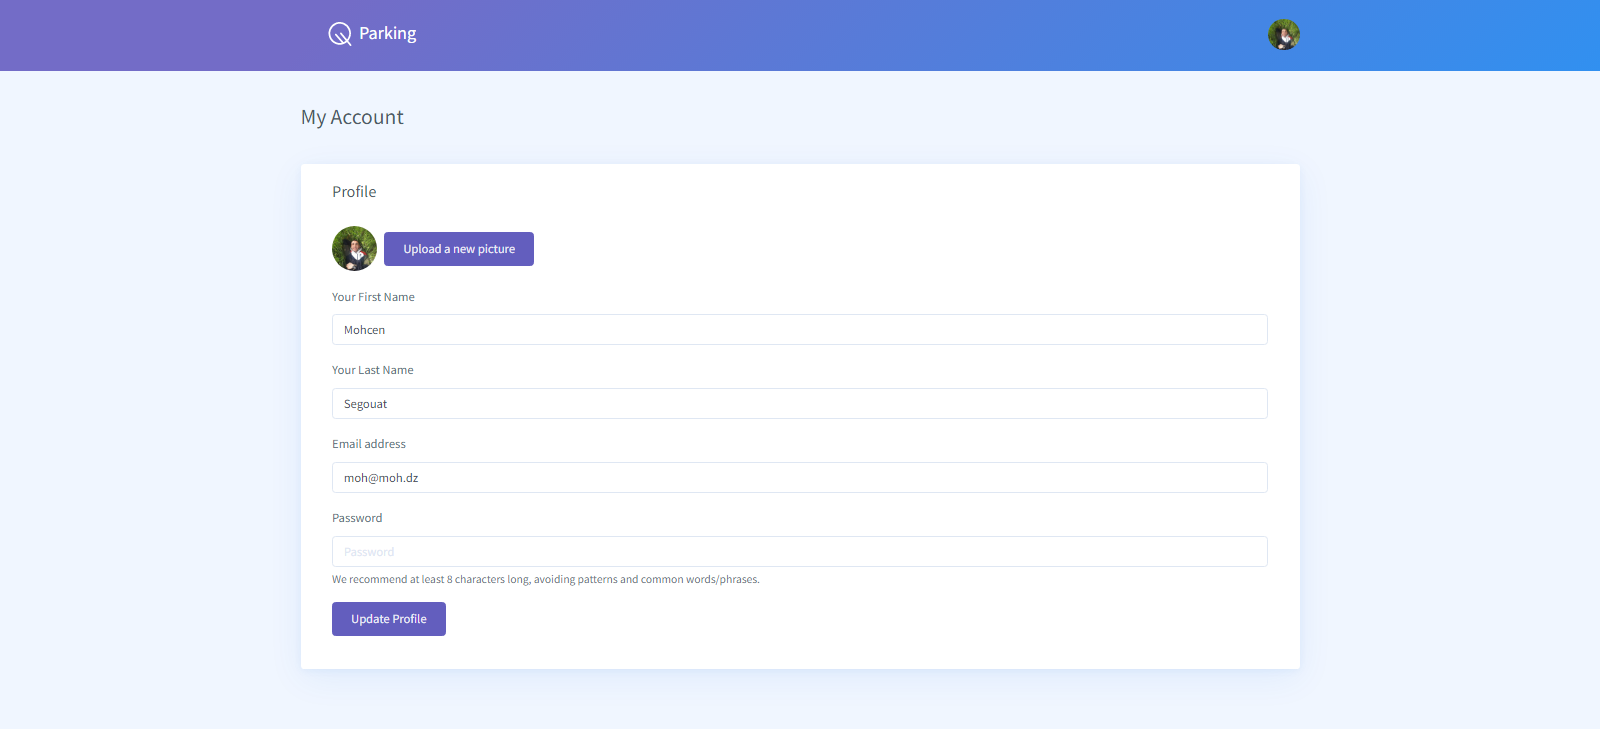 Parking
My Account
Profile
Upload a new picture
Your First Name
Mohcen
Your Last Name
Segouat
Email address
moh@moh.dz
Password
Password
We recommend at least 8 characters long, avoiding patterns and common words/phrases.
Update Profile